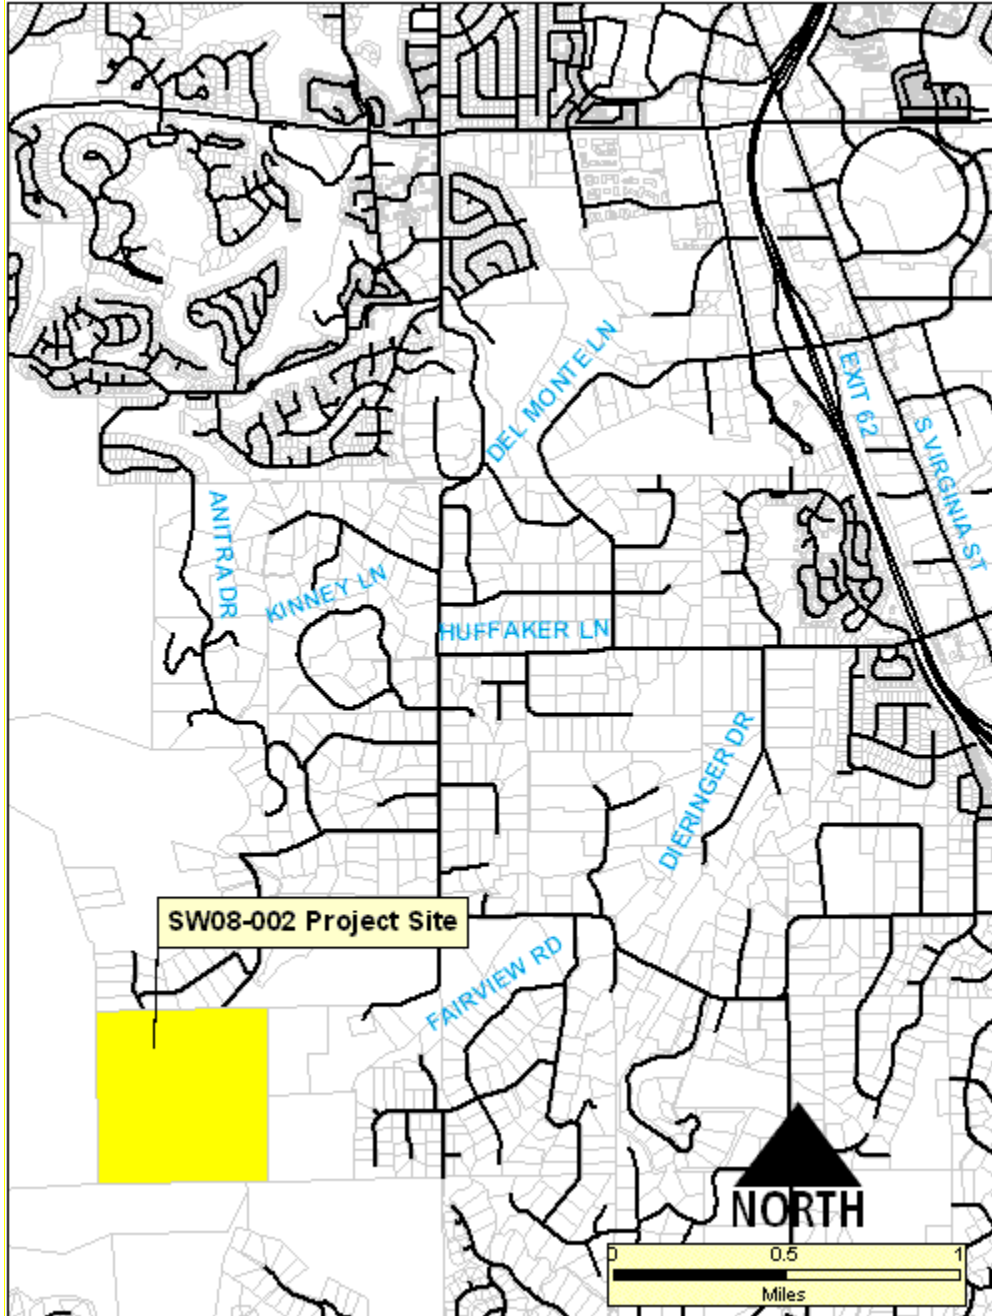 DEL MONTE LN
EXIT 62
S VIRGINIA ST
ANITRA DR
KINNEY LN
HUFFAKER LN
DIERINGER DR
SW08-002 Project Site
FAIRVIEW RD
NORTH
0 0.5 1
Miles